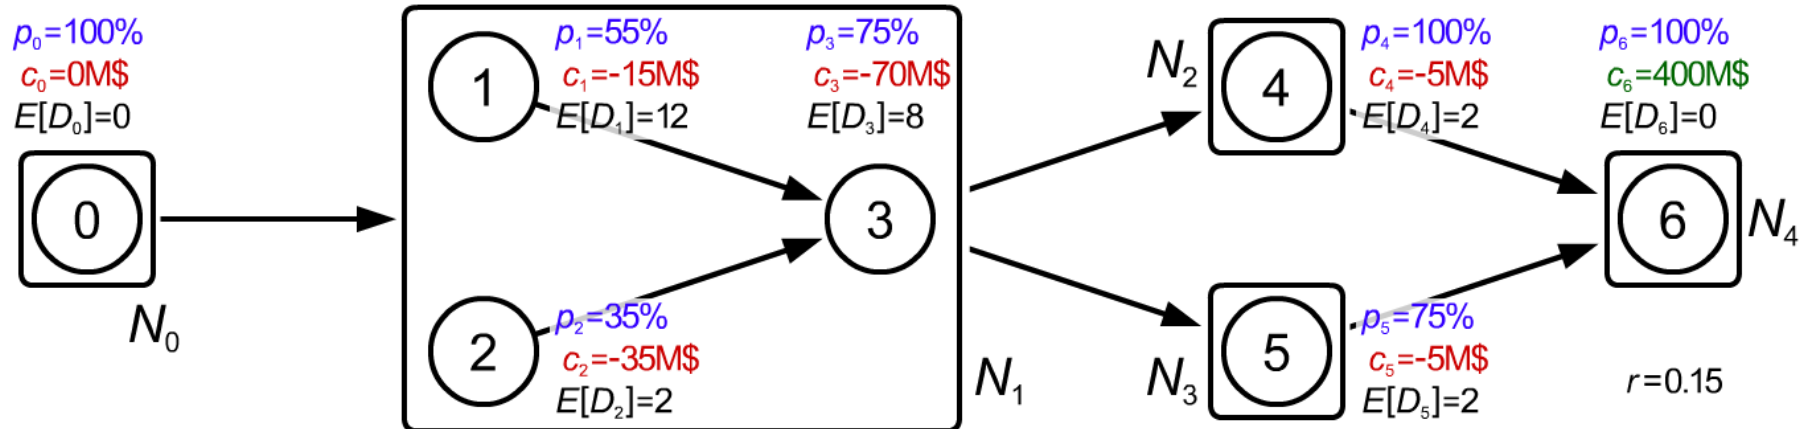 p₀=100%
c₀=0M$
E[D₀]=0
0
N₀
1
p₁=55%
c₁=-15M$
E[D₁]=12
2
p₂=35%
c₂=-35M$
E[D₂]=2
p₃=75%
c₃=-70M$
E[D₃]=8
3
N₁
N₂
4
p₄=100%
c₄=-5M$
E[D₄]=2
N₃
5
p₅=75%
c₅=-5M$
E[D₅]=2
p₆=100%
c₆=400M$
E[D₆]=0
6
N₄
r=0.15